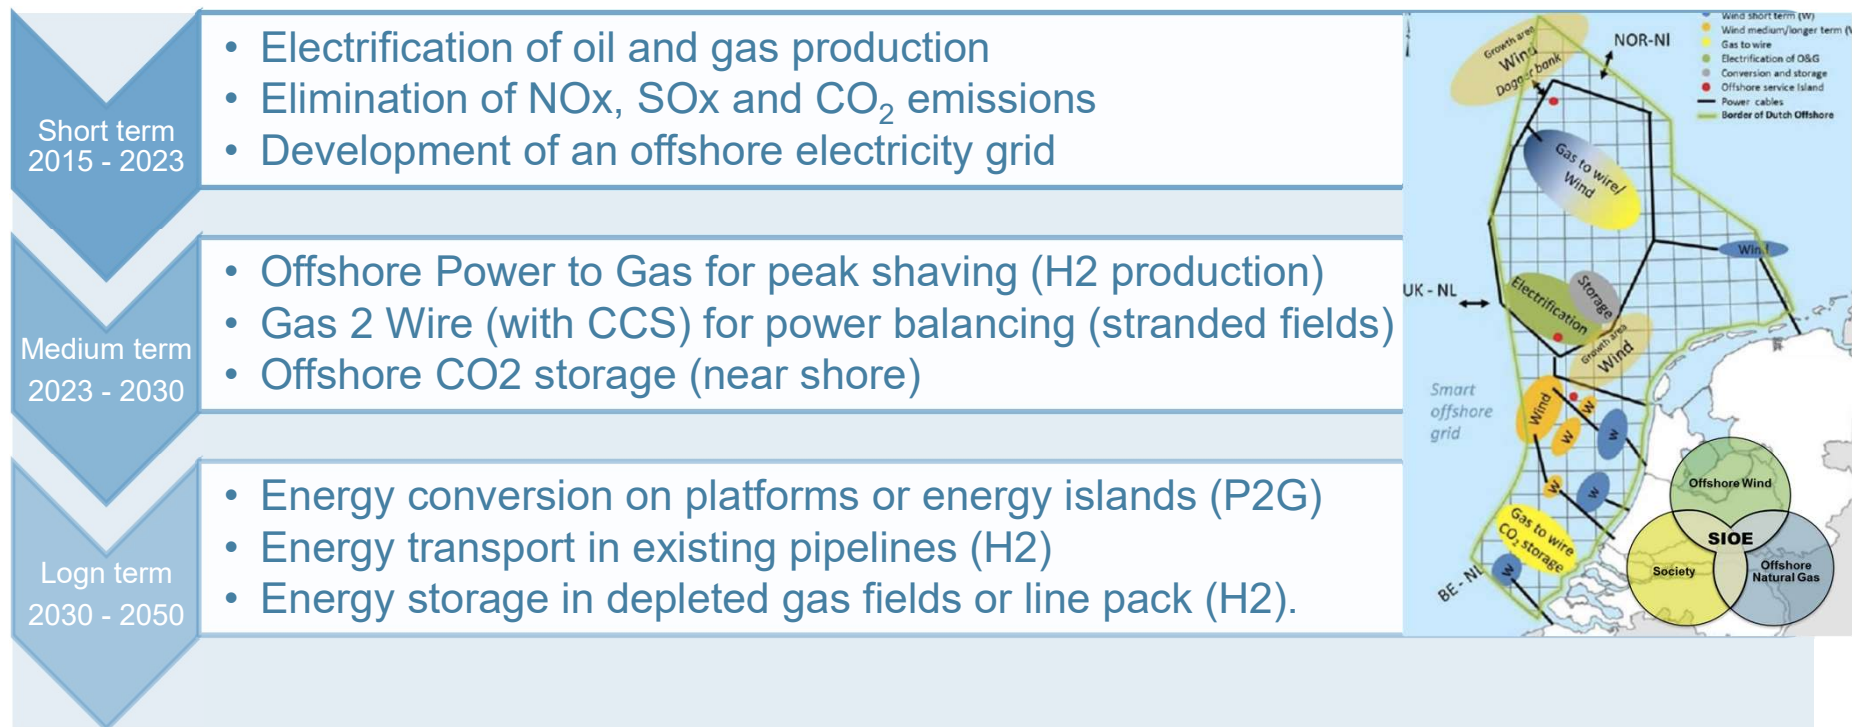 Short term
2015 - 2023
• Electrification of oil and gas production
• Elimination of NOx, SOx and CO₂ emissions
• Development of an offshore electricity grid
Medium term
2023 - 2030
• Offshore Power to Gas for peak shaving (H2 production)
• Gas 2 Wire (with CCS) for power balancing (stranded fields)
• Offshore CO2 storage (near shore)
Logn term
2030 - 2050
• Energy conversion on platforms or energy islands (P2G)
• Energy transport in existing pipelines (H2)
• Energy storage in depleted gas fields or line pack (H2).
Wind short term (W)
Wind medium/longer term
Gas to wire
Electrification of O&G
Conversion and storage
Offshore service Island
Power cables
Border of Dutch Offshore
Growth area
Wind
Dogger bank
NOR-NI
Gas to wire/
Wind
Wind
UK - NL
Electrification
Storage
Growth area
Wind
Smart
offshore
grid
Wind
W
W
W
W
W
Gas to wire
CO₂ storage
W
BE - NL
Offshore Wind
SIOE
Society
Offshore
Natural Gas